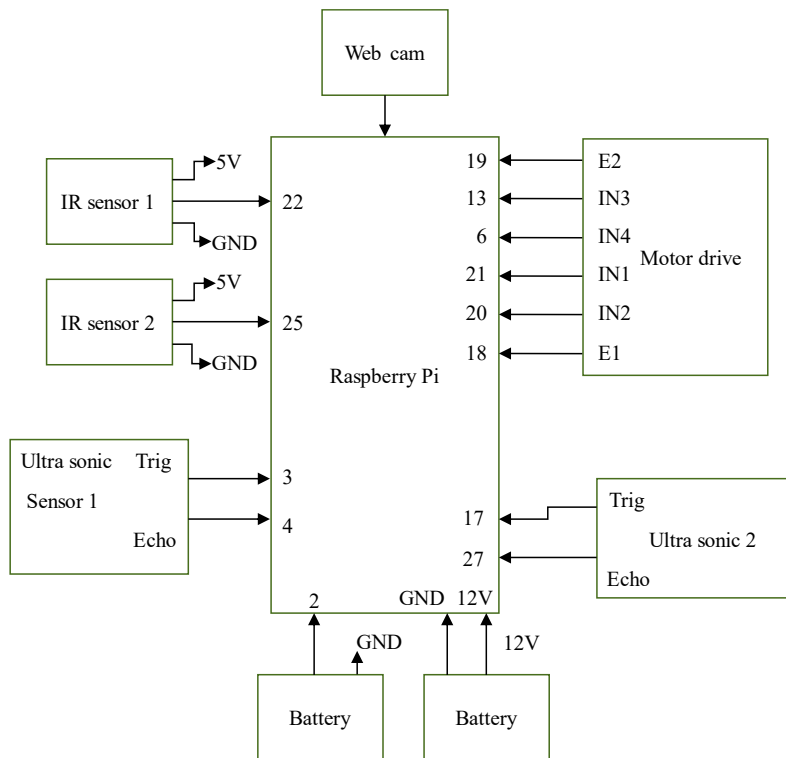 Web cam
5V
IR sensor 1
22
GND
5V
IR sensor 2
25
GND
19
E2
13
IN3
6
IN4
Motor drive
21
IN1
20
IN2
18
E1
Raspberry Pi
Ultra sonic Trig
Sensor 1
Echo
3
4
17
Trig
Ultra sonic 2
27
Echo
2
GND 12V
GND
12V
Battery
Battery